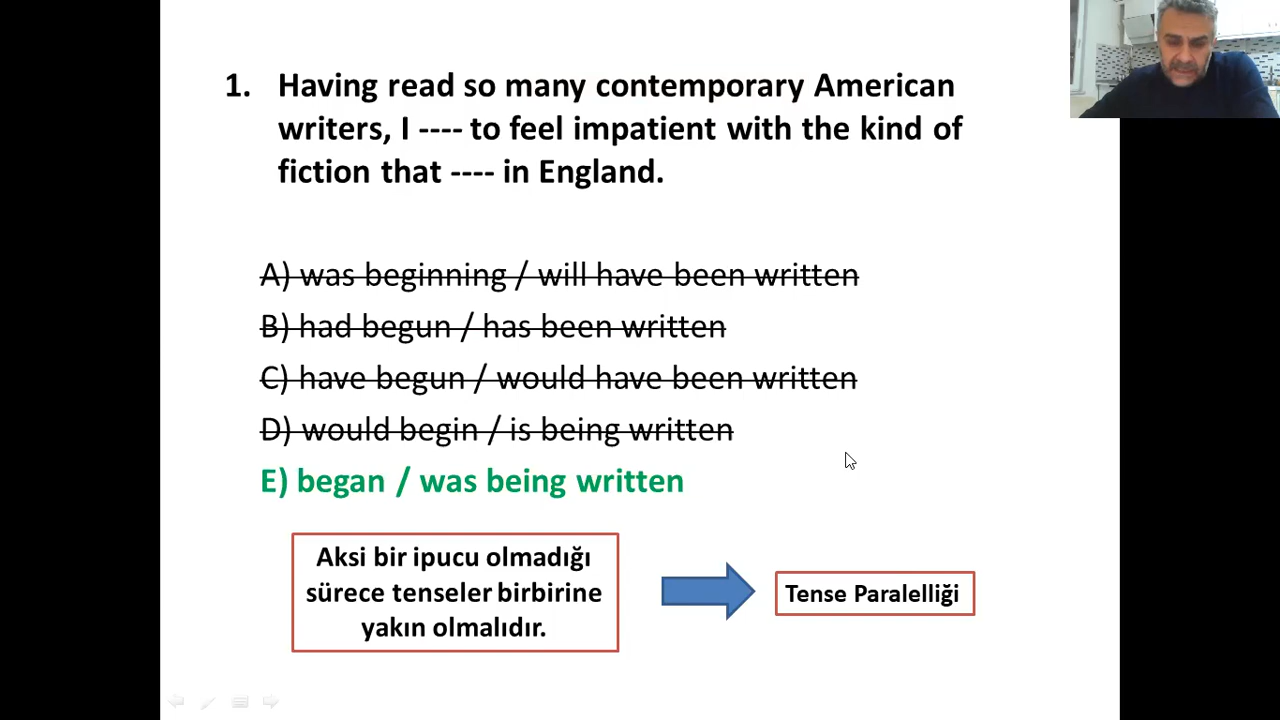 1. Having read so many contemporary American
writers, I ---- to feel impatient with the kind of
fiction that ---- in England.
A) was beginning / will have been written
B) had begun / has been written
C) have begun / would have been written
D) would begin / is being written
E) began / was being written
Aksi bir ipucu olmadığı
sürece tenseler birbirine
yakın olmalıdır.
Tense Paralelliği